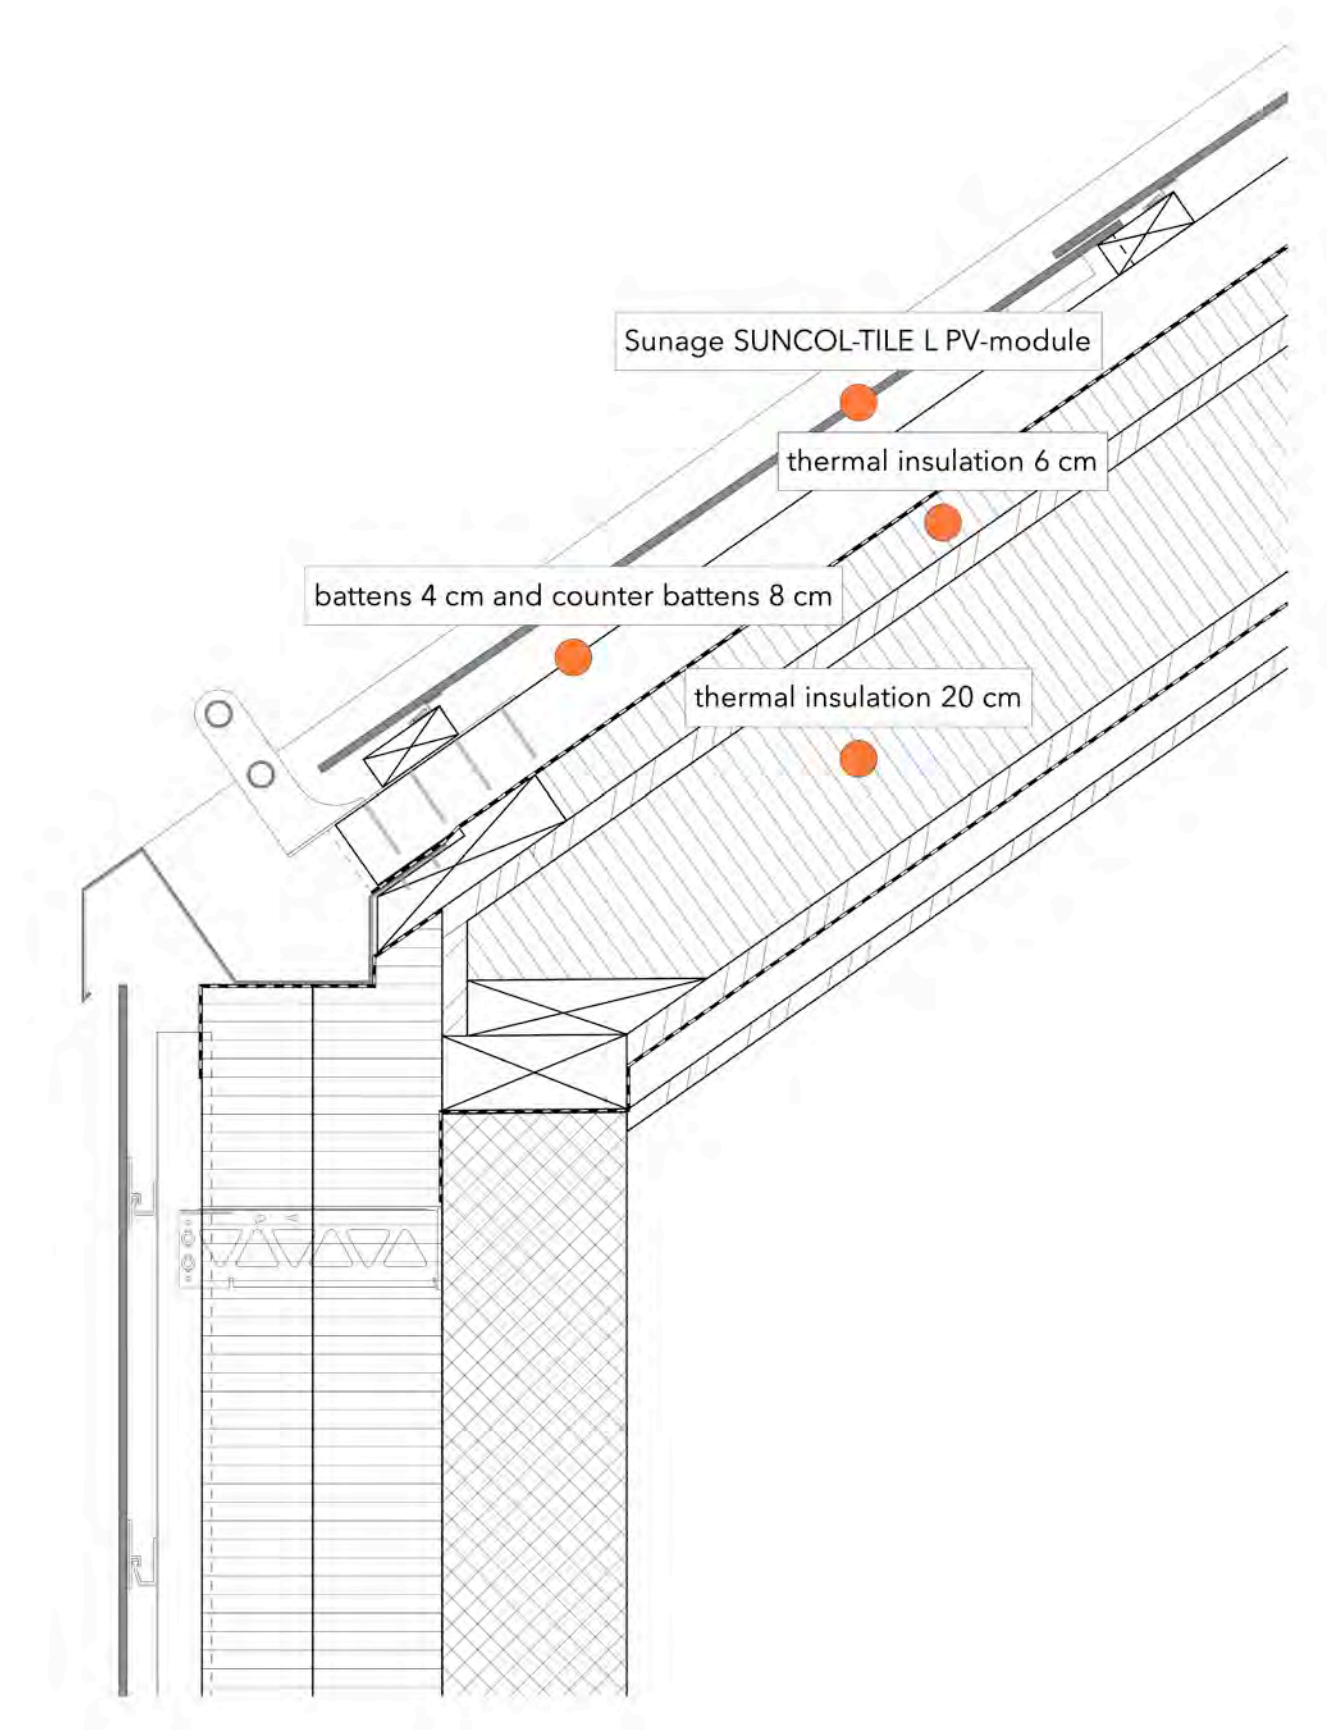 Sunage SUNCOL-TILE L PV-module
thermal insulation 6 cm
battens 4 cm and counter battens 8 cm
thermal insulation 20 cm